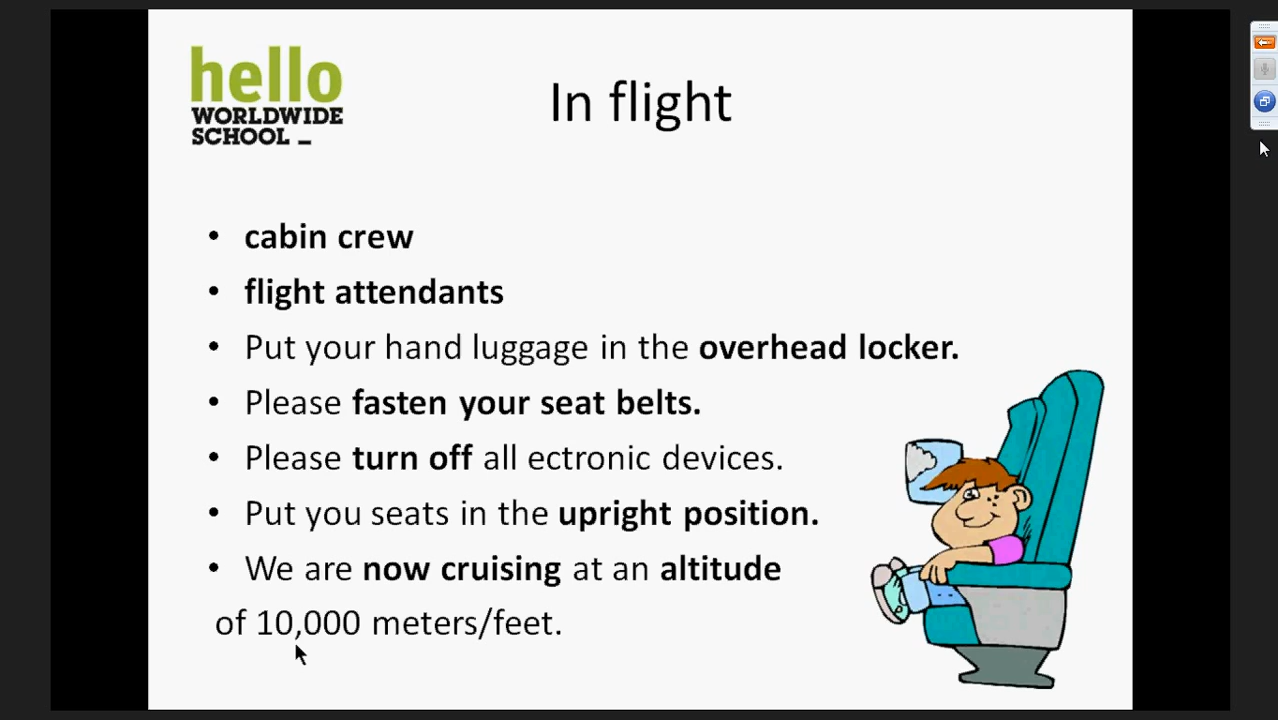 hello
WORLDWIDE
SCHOOL _
In flight
• cabin crew
• flight attendants
• Put your hand luggage in the overhead locker.
• Please fasten your seat belts.
• Please turn off all ectronic devices.
• Put you seats in the upright position.
• We are now cruising at an altitude
of 10,000 meters/feet.